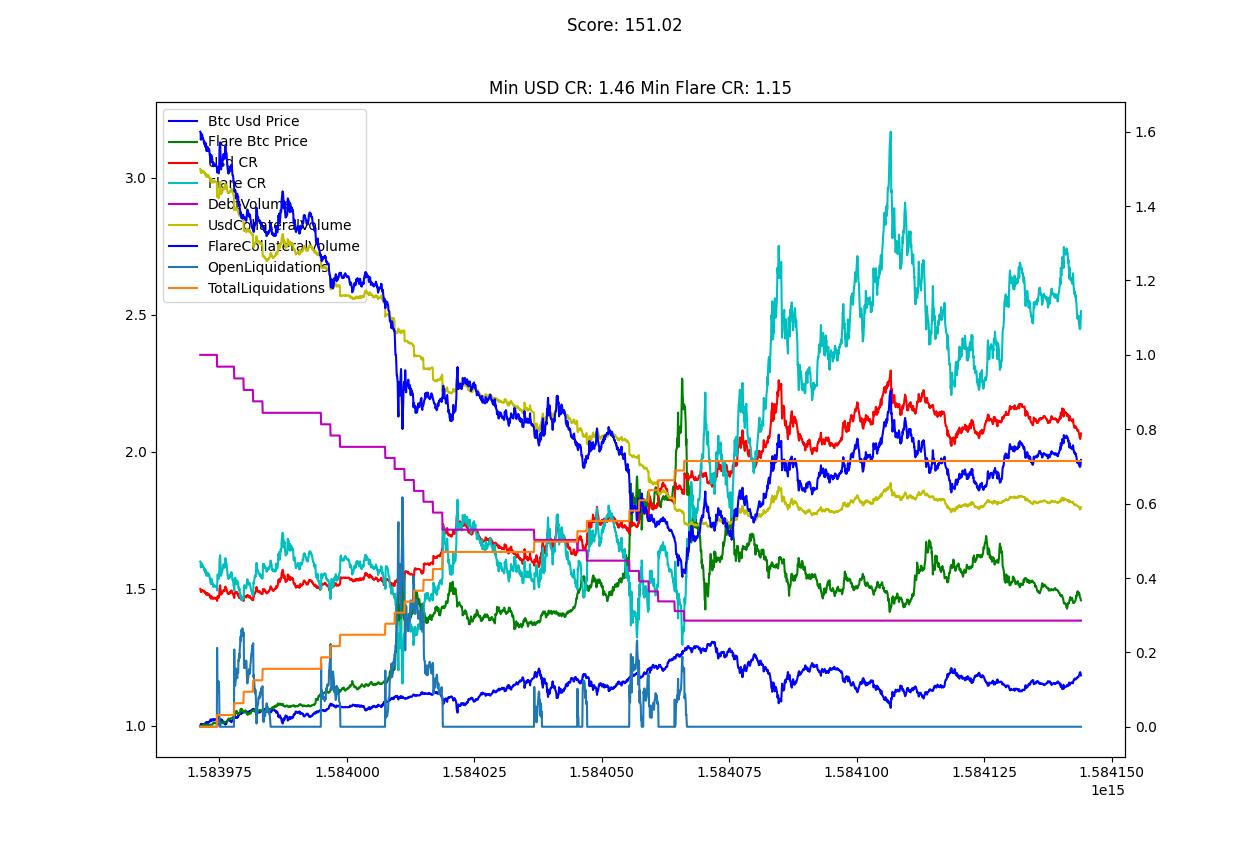 Score: 151.02
Min USD CR: 1.46 Min Flare CR: 1.15
Btc Usd Price
Flare Btc Price
Usd CR
Flare CR
DebtVolume
UsdCollateralVolume
FlareCollateralVolume
OpenLiquidations
TotalLiquidations
3.0
2.5
2.0
1.5
1.0
1.6
1.4
1.2
1.0
0.8
0.6
0.4
0.2
0.0
1.583975
1.584000
1.584025
1.584050
1.584075
1.584100
1.584125
1.584150
1e15